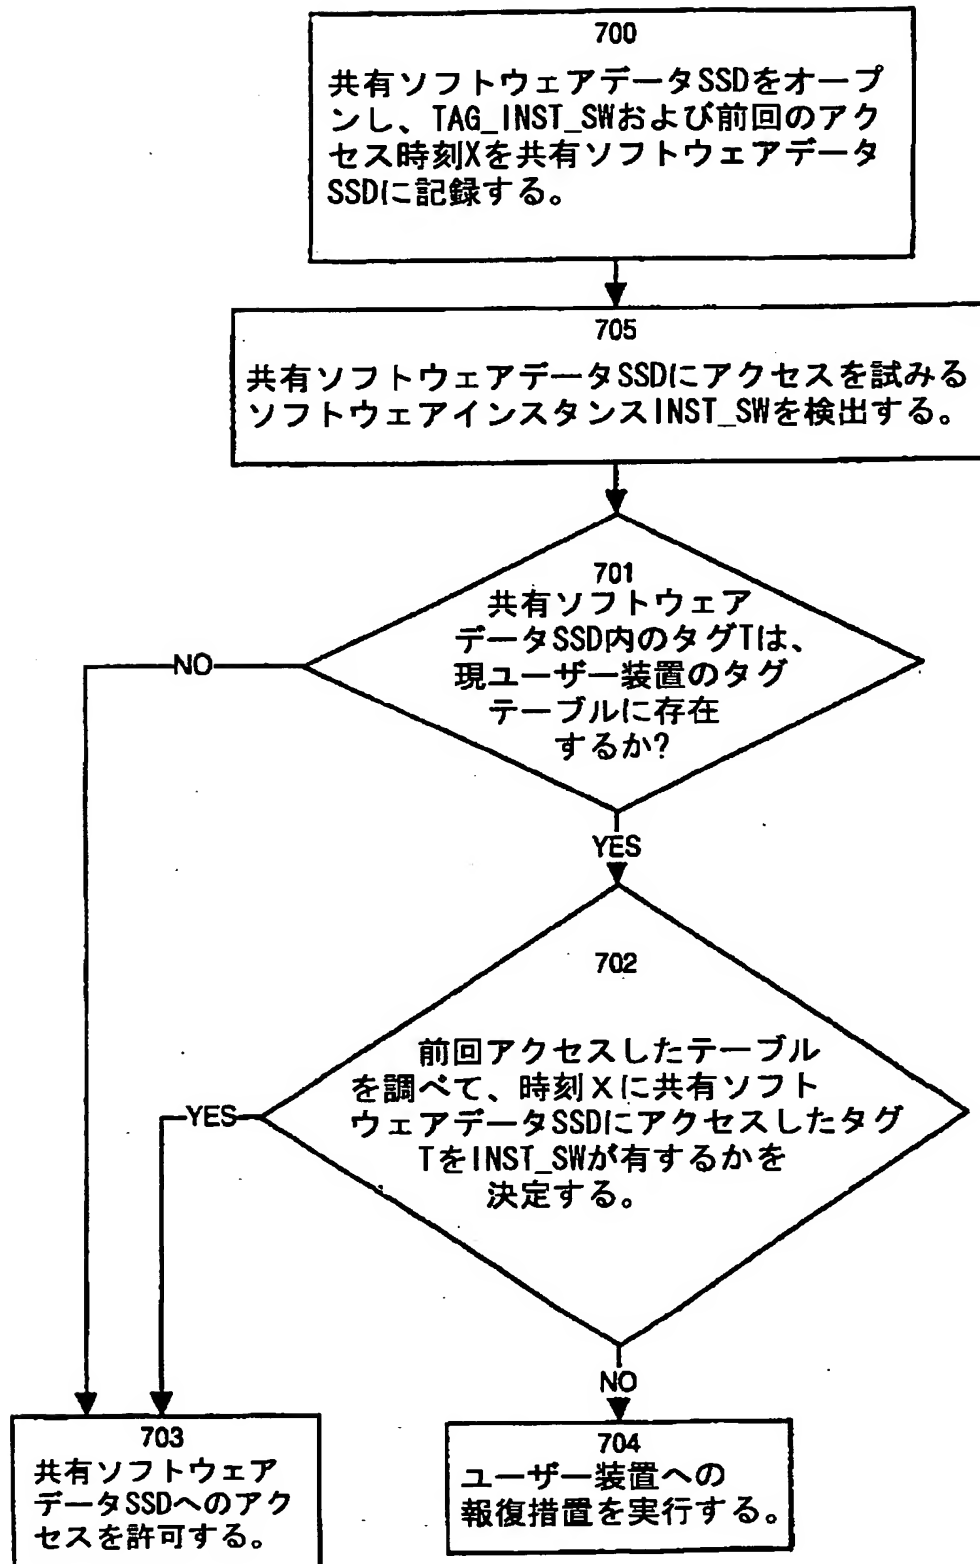 700
共有ソフトウェアデータSSDをオープ
ンし、TAG_INST_SWおよび前回のアク
セス時刻Xを共有ソフトウェアデータ
SSDに記録する。
705
共有ソフトウェアデータSSDにアクセスを試みる
ソフトウェアインスタンスINST_SWを検出する。
701
共有ソフトウェア
データSSD内のタグTは、
現ユーザー装置のタグ
テーブルに存在
するか?
NO
YES
702
前回アクセスしたテーブル
を調べて、時刻Xに共有ソフト
ウェアデータSSDにアクセスしたタグ
TをINST_SWが有するかを
決定する。
YES
NO
703
共有ソフトウェア
データSSDへのアク
セスを許可する。
704
ユーザー装置への
報復措置を実行する。